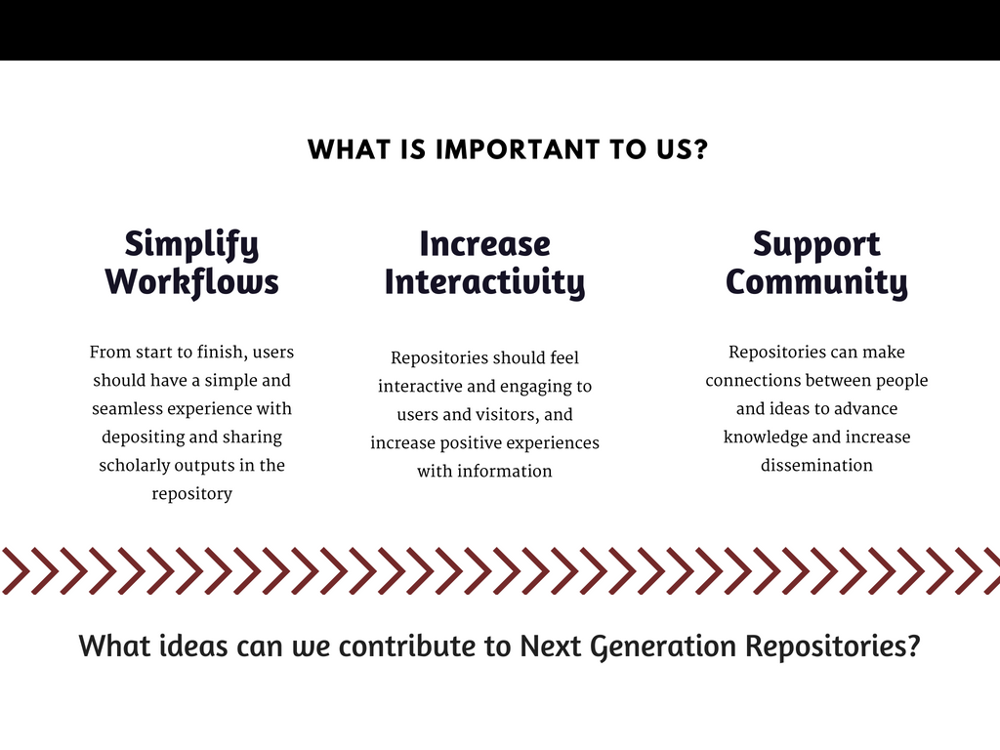 WHAT IS IMPORTANT TO US?
Simplify
Workflows
From start to finish, users
should have a simple and
seamless experience with
depositing and sharing
scholarly outputs in the
repository
Increase
Interactivity
Repositories should feel
interactive and engaging to
users and visitors, and
increase positive experiences
with information
Support
Community
Repositories can make
connections between people
and ideas to advance
knowledge and increase
dissemination
What ideas can we contribute to Next Generation Repositories?